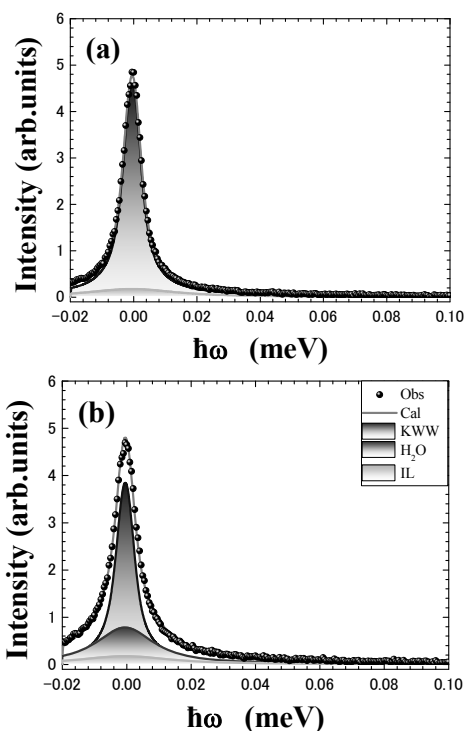 (a)
Intensity (arb.units)
6
5
4
3
2
1
0
-0.02 0.00 0.02 0.04 0.06 0.08 0.10
ħω (meV)
(b)
Intensity (arb.units)
6
5
4
3
2
1
0
Obs
Cal
KWW
H₂O
IL
-0.02 0.00 0.02 0.04 0.06 0.08 0.10
ħω (meV)